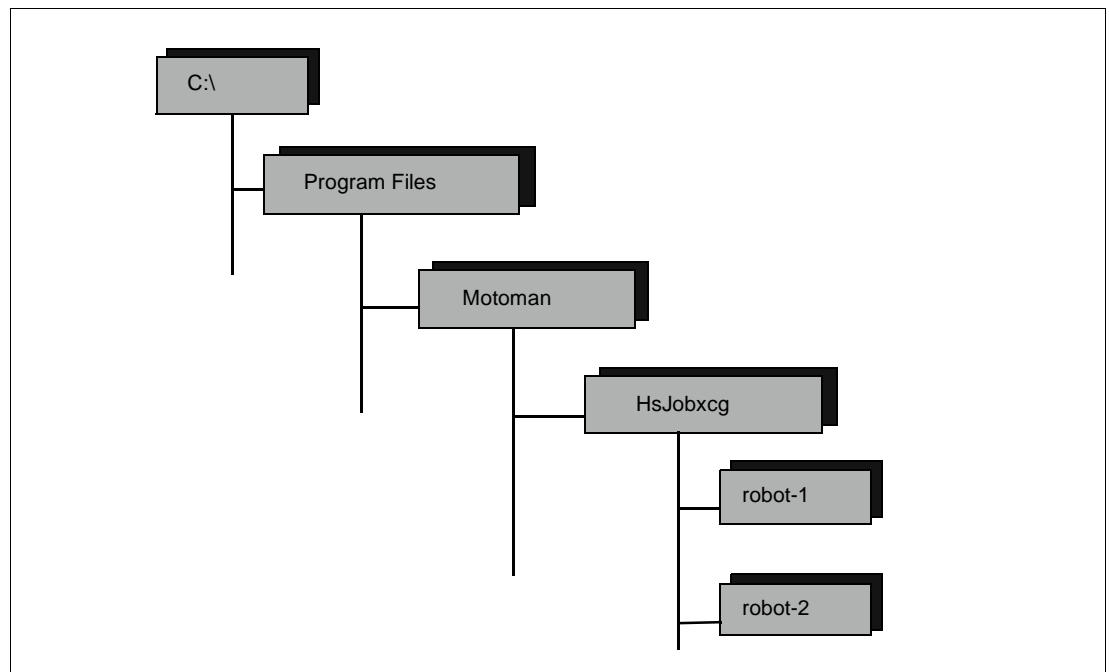 C:\
Program Files
Motoman
HsJobxcg
robot-1
robot-2